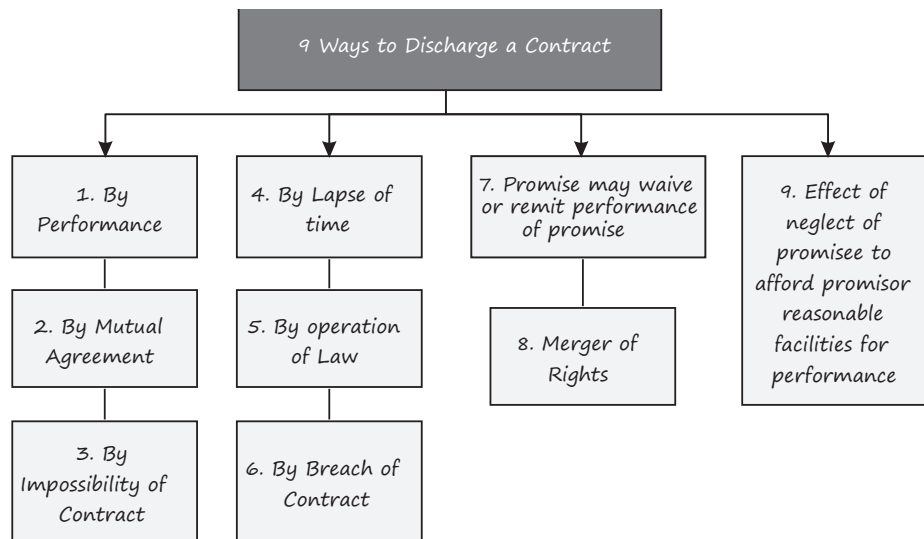 9 Ways to Discharge a Contract
1. By
Performance
2. By Mutual
Agreement
3. By
Impossibility of
Contract
4. By Lapse of
time
5. By operation
of Law
6. By Breach of
Contract
7. Promise may waive
or remit performance
of promise
8. Merger of
Rights
9. Effect of
neglect of
promisee to
afford promisor
reasonable
facilities for
performance